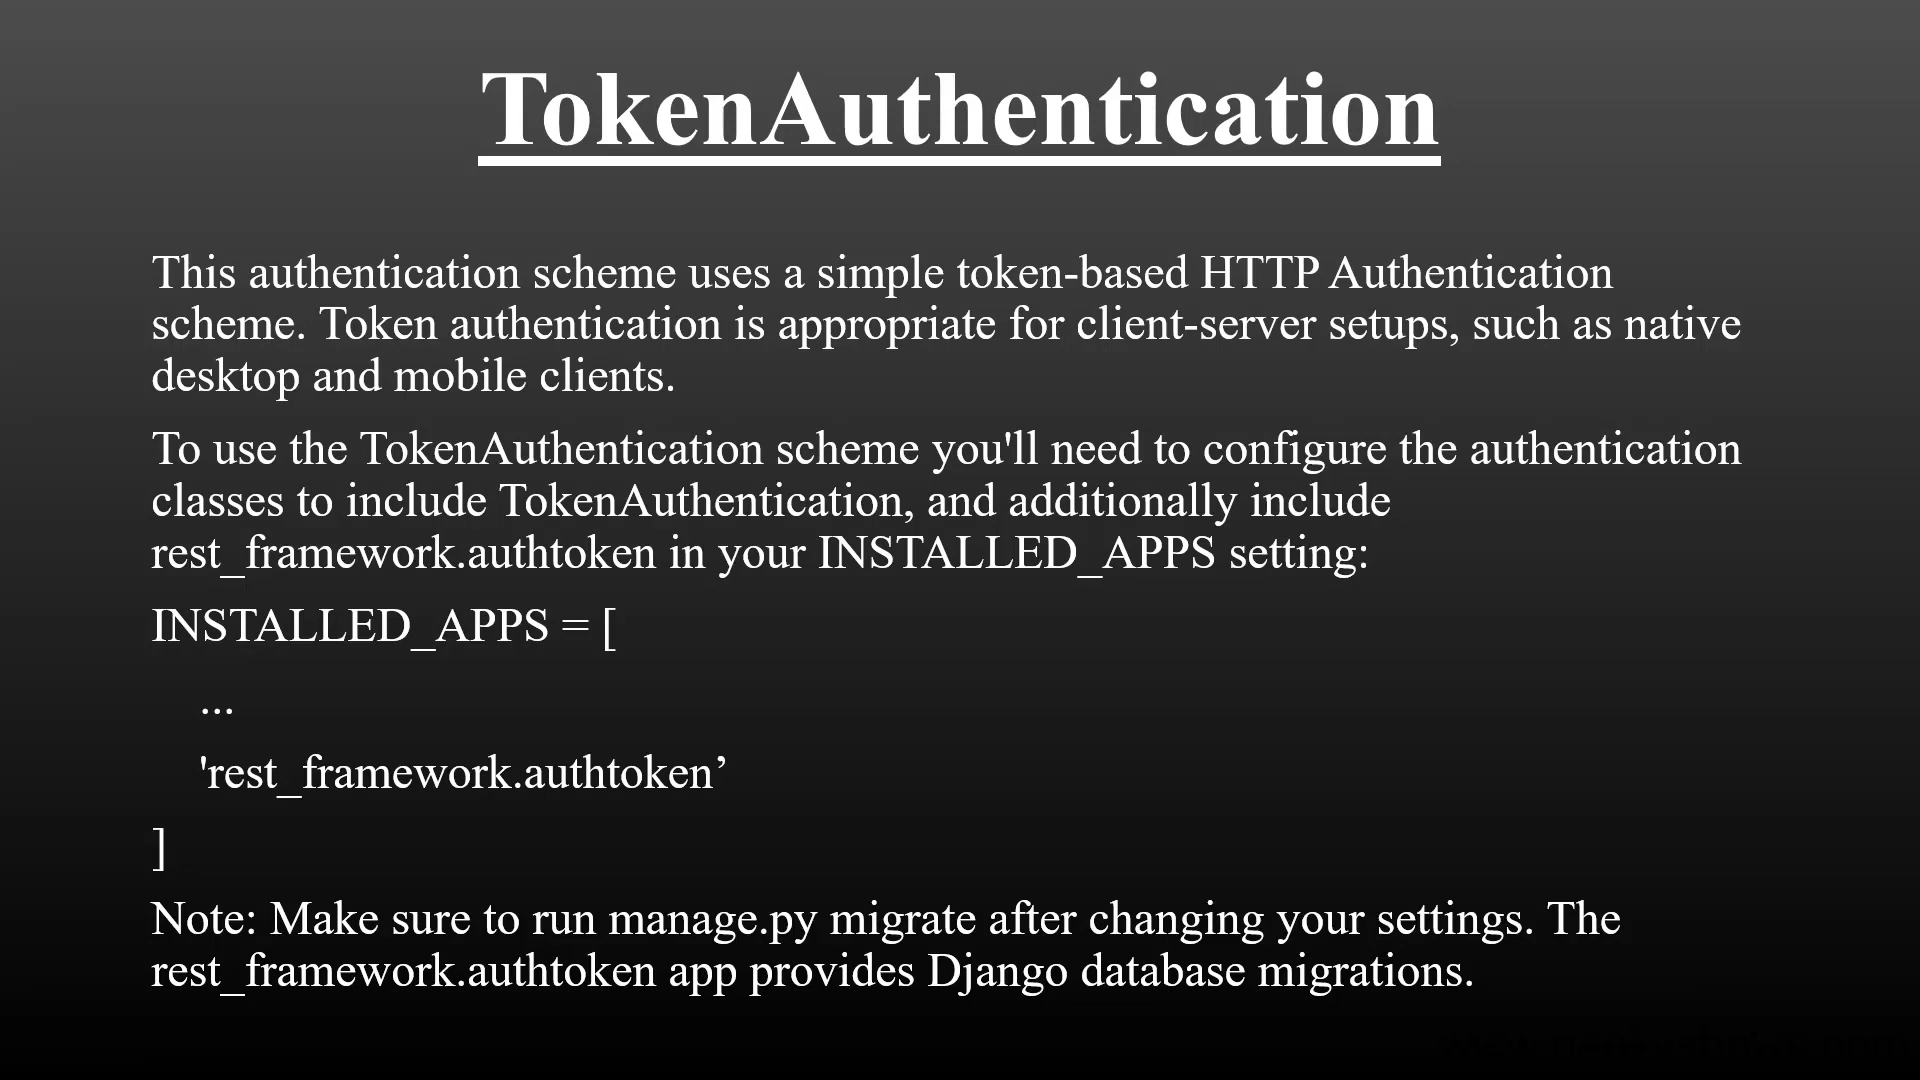 TokenAuthentication
This authentication scheme uses a simple token-based HTTP Authentication
scheme. Token authentication is appropriate for client-server setups, such as native
desktop and mobile clients.
To use the TokenAuthentication scheme you'll need to configure the authentication
classes to include TokenAuthentication, and additionally include
rest_framework.authtoken in your INSTALLED_APPS setting:
INSTALLED_APPS = [
...
'rest_framework.authtoken’
]
Note: Make sure to run manage.py migrate after changing your settings. The
rest_framework.authtoken app provides Django database migrations.